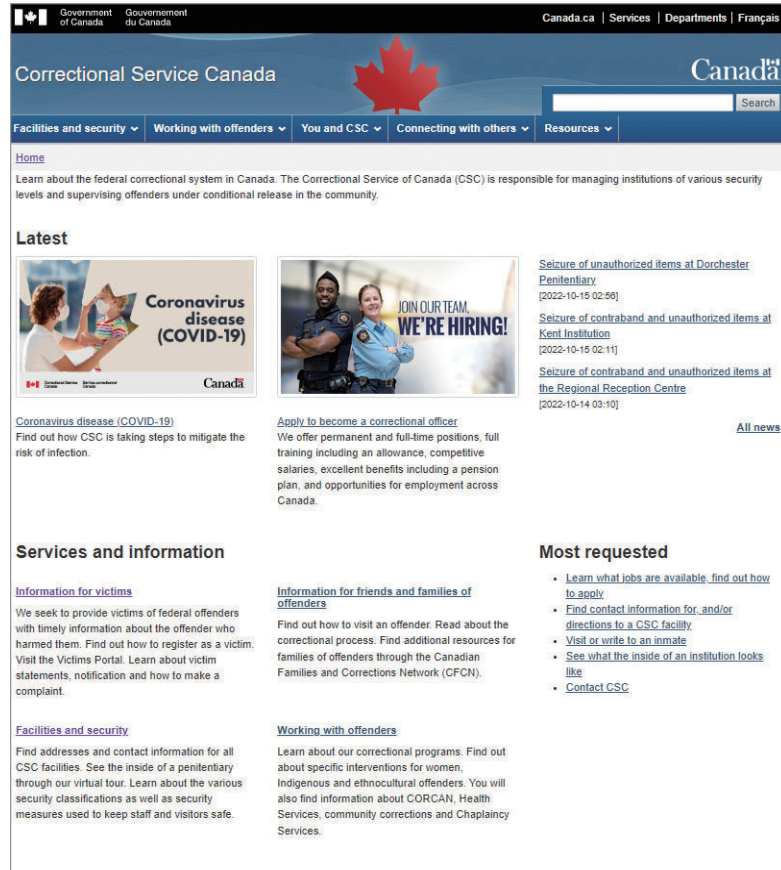 Government of Canada
Gouvernement du Canada
Canada.ca | Services | Departments | Français
Correctional Service Canada
Canada
Search
Facilities and security
Working with offenders
You and CSC
Connecting with others
Resources
Home
Learn about the federal correctional system in Canada. The Correctional Service of Canada (CSC) is responsible for managing institutions of various security
levels and supervising offenders under conditional release in the community.
Latest
Coronavirus
disease
(COVID-19)
Correctional Service Canada
Service correctionnel Canada
Canada
Coronavirus disease (COVID-19)
Find out how CSC is taking steps to mitigate the
risk of infection.
JOIN OUR TEAM,
WE'RE HIRING!
Apply to become a correctional officer
We offer permanent and full-time positions, full
training including an allowance, competitive
salaries, excellent benefits including a pension
plan, and opportunities for employment across
Canada.
Seizure of unauthorized items at Dorchester
Penitentiary
[2022-10-15 02:56]
Seizure of contraband and unauthorized items at
Kent Institution
[2022-10-15 02:11]
Seizure of contraband and unauthorized items at
the Regional Reception Centre
[2022-10-14 03:10]
All news
Services and information
Information for victims
We seek to provide victims of federal offenders
with timely information about the offender who
harmed them. Find out how to register as a victim.
Visit the Victims Portal. Learn about victim
statements, notification and how to make a
complaint.
Information for friends and families of
offenders
Find out how to visit an offender. Read about the
correctional process. Find additional resources for
families of offenders through the Canadian
Families and Corrections Network (CFCN).
Facilities and security
Find addresses and contact information for all
CSC facilities. See the inside of a penitentiary
through our virtual tour. Learn about the various
security classifications as well as security
measures used to keep staff and visitors safe.
Working with offenders
Learn about our correctional programs. Find out
about specific interventions for women,
Indigenous and ethnocultural offenders. You will
also find information about CORCAN, Health
Services, community corrections and Chaplaincy
Services.
Most requested
• Learn what jobs are available, find out how
to apply
• Find contact information for, and/or
directions to a CSC facility
• Visit or write to an inmate
• See what the inside of an institution looks
like
• Contact CSC